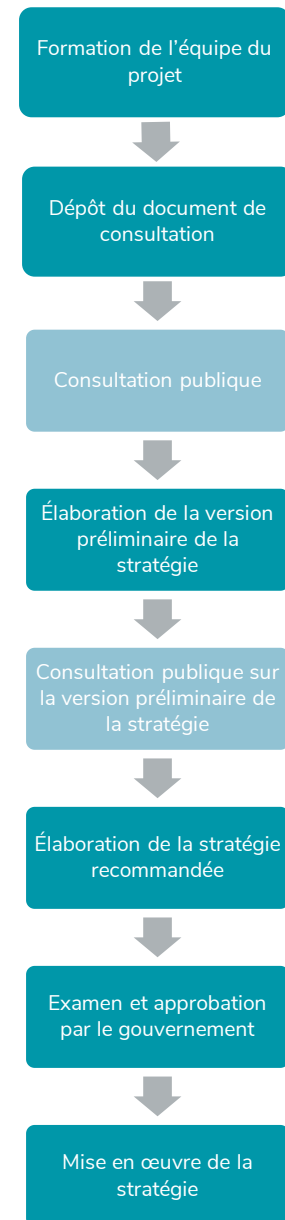 Formation de l'équipe du
projet
Dépôt du document de
consultation
Consultation publique
Élaboration de la version
préliminaire de la
stratégie
Consultation publique sur
la version préliminaire de
la stratégie
Élaboration de la stratégie
recommandée
Examen et approbation
par le gouvernement
Mise en œuvre de la
stratégie